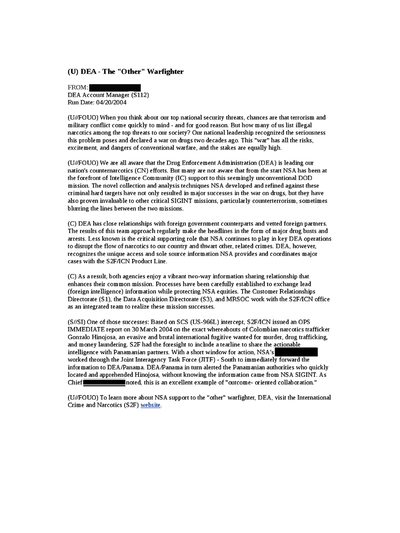 (U) DEA - The "Other" Warfighter
FROM:
DEA Account Manager (S112)
Run Date: 04/20/2004
(U//FOUO) When you think about our top national security threats, chances are that terrorism and
military conflict come quickly to mind - and for good reason. But how many of us list illegal
narcotics among the top threats to our society? Our national leadership recognized the seriousness
this problem poses and declared a war on drugs two decades ago. This "war" has all the risks,
excitement, and dangers of conventional warfare, and the stakes are equally high.
(U//FOUO) We are all aware that the Drug Enforcement Administration (DEA) is leading our
nation's counternarcotics (CN) efforts. But many are not aware that from the start NSA has been at
the forefront of Intelligence Community (IC) support to this seemingly unconventional DOD
mission. The novel collection and analysis techniques NSA developed and refined against these
criminal hard targets have not only resulted in major successes in the war on drugs, but they have
also proven invaluable to other critical SIGINT missions, particularly counterterrorism, sometimes
blurring the lines between the two missions.
(C) DEA has close relationships with foreign government counterparts and vetted foreign partners.
The results of this team approach regularly make the headlines in the form of major drug busts and
arrests. Less known is the critical supporting role that NSA continues to play in key DEA operations
to disrupt the flow of narcotics to our country and thwart other, related crimes. DEA, however,
recognizes the unique access and sole source information NSA provides and coordinates major
cases with the S2F/ICN Product Line.
(C) As a result, both agencies enjoy a vibrant two-way information sharing relationship that
enhances their common mission. Processes have been carefully established to exchange lead
(foreign intelligence) information while protecting NSA equities. The Customer Relationships
Directorate (S1), the Data Acquisition Directorate (S3), and MRSOC work with the S2F/ICN office
as an integrated team to realize these mission successes.
(S//SI) One of those successes: Based on SCS (US-966L) intercept, S2F/ICN issued an OPS
IMMEDIATE report on 30 March 2004 on the exact whereabouts of Colombian narcotics trafficker
Gonzalo Hinojosa, an evasive and brutal international fugitive wanted for murder, drug trafficking,
and money laundering. S2F had the foresight to include a tearline to share the actionable
intelligence with Panamanian partners. With a short window for action, NSA's
worked through the Joint Interagency Task Force (JITF) - South to immediately forward the
information to DEA/Panama. DEA/Panama in turn alerted the Panamanian authorities who quickly
located and apprehended Hinojosa, without knowing the information came from NSA SIGINT. As
Chief noted, this is an excellent example of "outcome- oriented collaboration."
(U//FOUO) To learn more about NSA support to the "other" warfighter, DEA, visit the International
Crime and Narcotics (S2F) website.